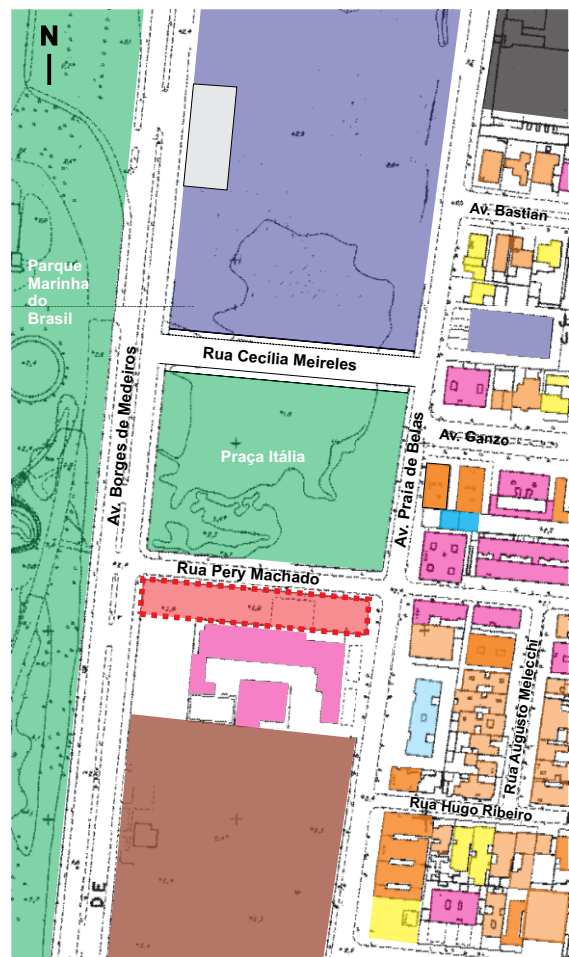 N
Av. Bastian
Parque
Marinha
do
Brasil
Rua Cecília Meireles
Av. Borges de Medeiros
Av. Ganzo
Praça Itália
Av. Praia de Belas
Rua Pery Machado
Rua Augusto Melecchi
Rua Hugo Ribeiro
DE